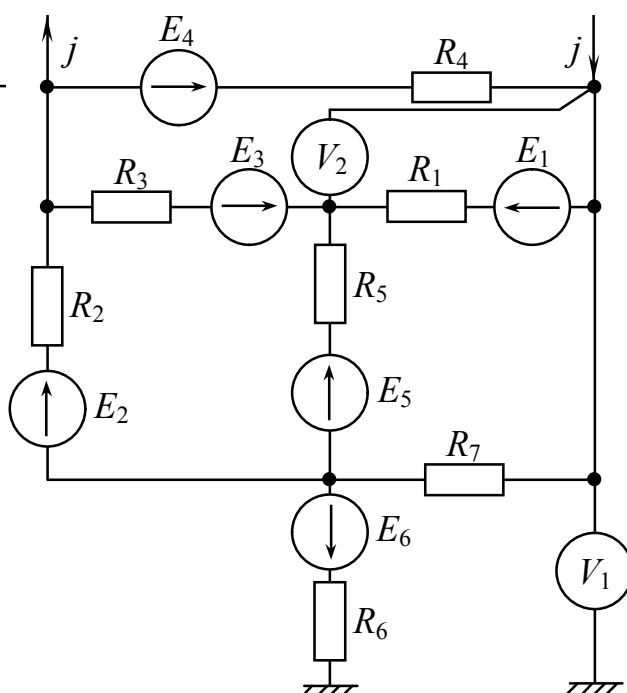 j E₄ R₄ j
R₃ E₃ V₂ R₁ E₁
R₂ R₅
E₂ E₅
R₇
E₆ V₁
R₆